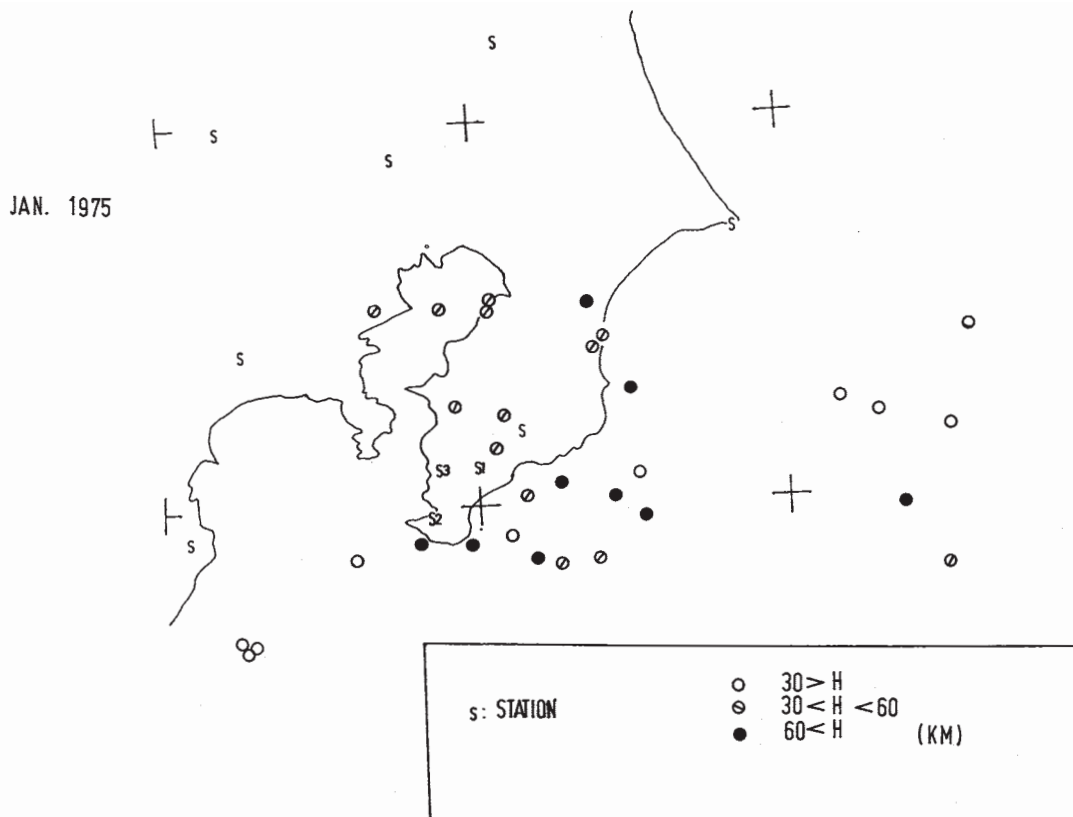 S
S
S
JAN. 1975
S
S
S
S3 S1
S2
S
S: STATION
30 > H
30 < H < 60
60 < H (KM)